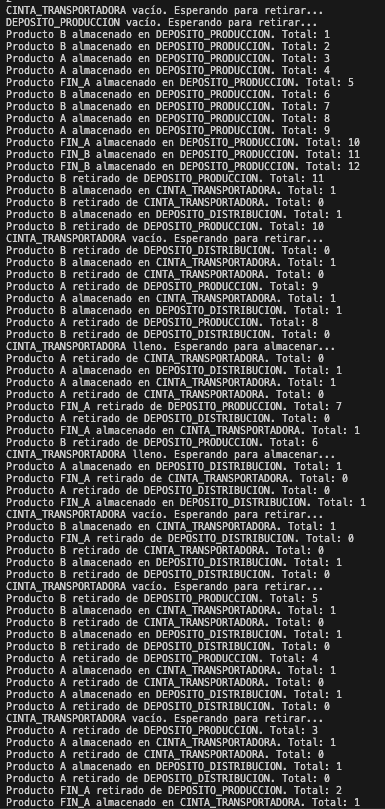 CINTA_TRANSPORTADORA vacío. Esperando para retirar...
DEPOSITO_PRODUCCION vacío. Esperando para retirar...
Producto B almacenado en DEPOSITO_PRODUCCION. Total: 1
Producto B almacenado en DEPOSITO_PRODUCCION. Total: 2
Producto A almacenado en DEPOSITO_PRODUCCION. Total: 3
Producto A almacenado en DEPOSITO_PRODUCCION. Total: 4
Producto FIN_A almacenado en DEPOSITO_PRODUCCION. Total: 5
Producto B almacenado en DEPOSITO_PRODUCCION. Total: 6
Producto B almacenado en DEPOSITO_PRODUCCION. Total: 7
Producto A almacenado en DEPOSITO_PRODUCCION. Total: 8
Producto A almacenado en DEPOSITO_PRODUCCION. Total: 9
Producto FIN_A almacenado en DEPOSITO_PRODUCCION. Total: 10
Producto FIN_B almacenado en DEPOSITO_PRODUCCION. Total: 11
Producto FIN_B almacenado en DEPOSITO_PRODUCCION. Total: 12
Producto B retirado de DEPOSITO_PRODUCCION. Total: 11
Producto B almacenado en CINTA_TRANSPORTADORA. Total: 1
Producto B retirado de CINTA_TRANSPORTADORA. Total: 0
Producto B almacenado en DEPOSITO_DISTRIBUCION. Total: 1
Producto B retirado de DEPOSITO_PRODUCCION. Total: 10
CINTA_TRANSPORTADORA vacío. Esperando para retirar...
Producto B retirado de DEPOSITO_DISTRIBUCION. Total: 0
Producto B almacenado en CINTA_TRANSPORTADORA. Total: 1
Producto B retirado de CINTA_TRANSPORTADORA. Total: 0
Producto A retirado de DEPOSITO_PRODUCCION. Total: 9
Producto A almacenado en CINTA_TRANSPORTADORA. Total: 1
Producto B almacenado en DEPOSITO_DISTRIBUCION. Total: 1
Producto A retirado de DEPOSITO_PRODUCCION. Total: 8
Producto B retirado de DEPOSITO_DISTRIBUCION. Total: 0
CINTA_TRANSPORTADORA lleno. Esperando para almacenar...
Producto A retirado de CINTA_TRANSPORTADORA. Total: 0
Producto A almacenado en DEPOSITO_DISTRIBUCION. Total: 1
Producto A almacenado en CINTA_TRANSPORTADORA. Total: 1
Producto A retirado de CINTA_TRANSPORTADORA. Total: 0
Producto FIN_A retirado de DEPOSITO_PRODUCCION. Total: 7
Producto A retirado de DEPOSITO_DISTRIBUCION. Total: 0
Producto FIN_A almacenado en CINTA_TRANSPORTADORA. Total: 1
Producto B retirado de DEPOSITO_PRODUCCION. Total: 6
CINTA_TRANSPORTADORA lleno. Esperando para almacenar...
Producto A almacenado en DEPOSITO_DISTRIBUCION. Total: 1
Producto FIN_A retirado de CINTA_TRANSPORTADORA. Total: 0
Producto A retirado de DEPOSITO_DISTRIBUCION. Total: 0
Producto FIN_A almacenado en DEPOSITO_DISTRIBUCION. Total: 1
CINTA_TRANSPORTADORA vacío. Esperando para retirar...
Producto B almacenado en CINTA_TRANSPORTADORA. Total: 1
Producto FIN_A retirado de DEPOSITO_DISTRIBUCION. Total: 0
Producto B retirado de CINTA_TRANSPORTADORA. Total: 0
Producto B almacenado en DEPOSITO_DISTRIBUCION. Total: 1
Producto B retirado de DEPOSITO_DISTRIBUCION. Total: 0
CINTA_TRANSPORTADORA vacío. Esperando para retirar...
Producto B retirado de DEPOSITO_PRODUCCION. Total: 5
Producto B almacenado en CINTA_TRANSPORTADORA. Total: 1
Producto B retirado de CINTA_TRANSPORTADORA. Total: 0
Producto B almacenado en DEPOSITO_DISTRIBUCION. Total: 1
Producto B retirado de DEPOSITO_DISTRIBUCION. Total: 0
Producto A retirado de DEPOSITO_PRODUCCION. Total: 4
Producto A almacenado en CINTA_TRANSPORTADORA. Total: 1
Producto A retirado de CINTA_TRANSPORTADORA. Total: 0
Producto A almacenado en DEPOSITO_DISTRIBUCION. Total: 1
Producto A retirado de DEPOSITO_DISTRIBUCION. Total: 0
CINTA_TRANSPORTADORA vacío. Esperando para retirar...
Producto A retirado de DEPOSITO_PRODUCCION. Total: 3
Producto A almacenado en CINTA_TRANSPORTADORA. Total: 1
Producto A retirado de CINTA_TRANSPORTADORA. Total: 0
Producto A almacenado en DEPOSITO_DISTRIBUCION. Total: 1
Producto A retirado de DEPOSITO_DISTRIBUCION. Total: 0
Producto FIN_A retirado de DEPOSITO_PRODUCCION. Total: 2
Producto FIN_A almacenado en CINTA_TRANSPORTADORA. Total: 1